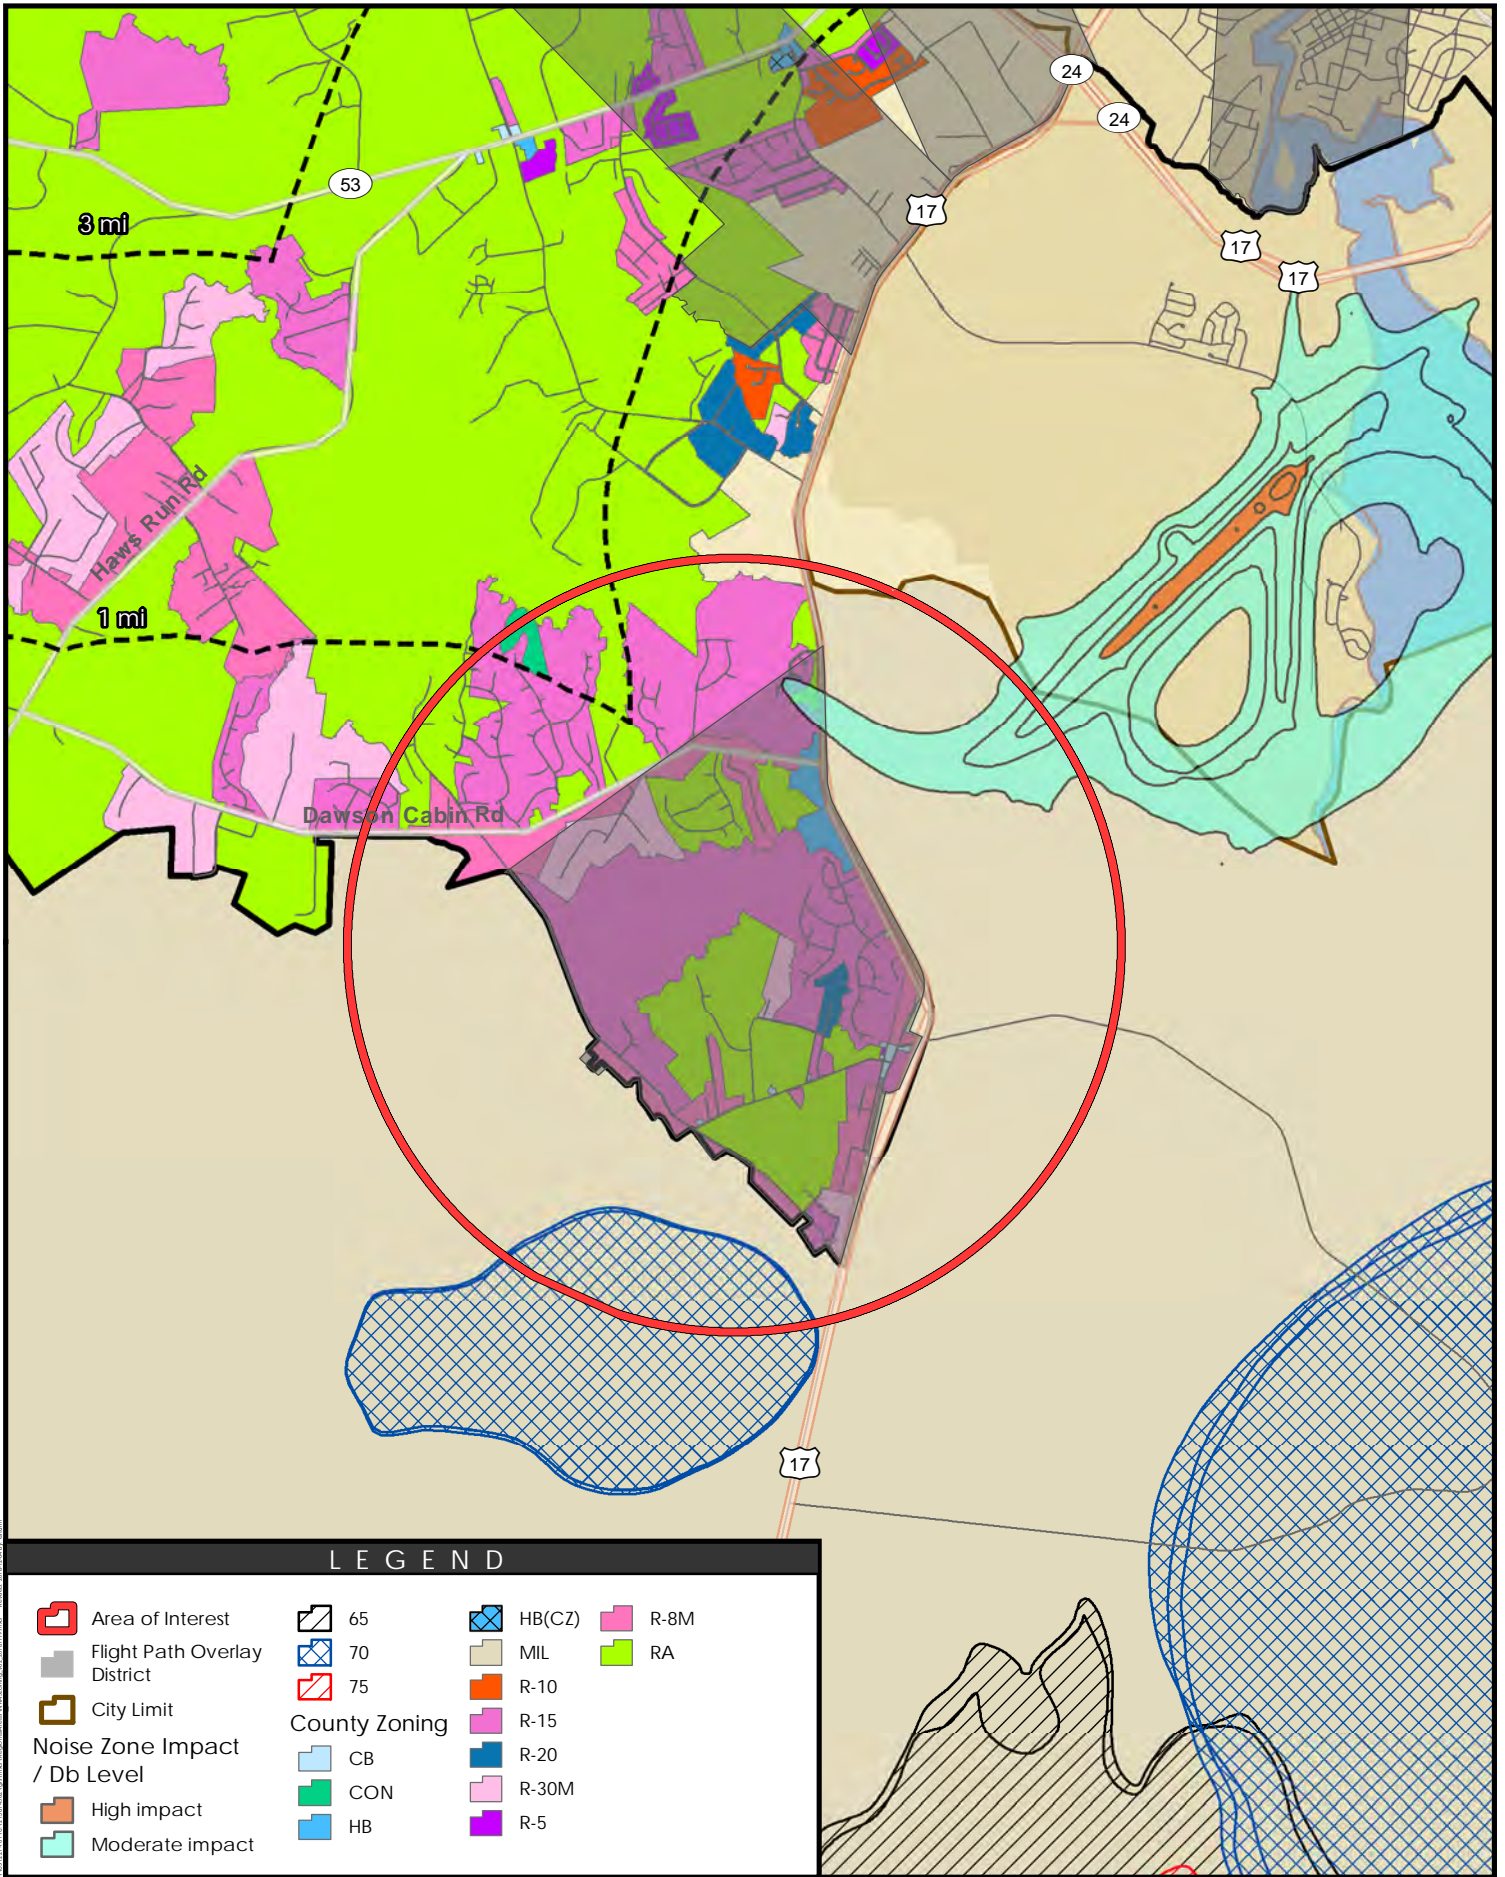 24
24
53
3 mi
17
17
17
Haws Run Rd
1 mi
Dawson Cabin Rd
17
LEGEND
Area of Interest
Flight Path Overlay
District
City Limit
Noise Zone Impact
/ Db Level
High impact
Moderate impact
65
70
75
County Zoning
CB
CON
HB
HB(CZ)
MIL
R-10
R-15
R-20
R-30M
R-5
R-8M
RA